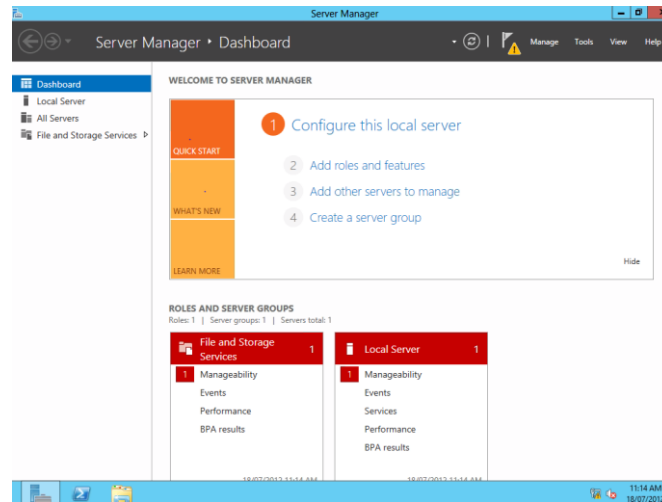 Server Manager
Server Manager • Dashboard
Manage Tools View Help
Dashboard
Local Server
All Servers
File and Storage Services
WELCOME TO SERVER MANAGER
QUICK START
WHAT'S NEW
LEARN MORE
1 Configure this local server
2 Add roles and features
3 Add other servers to manage
4 Create a server group
Hide
ROLES AND SERVER GROUPS
Roles: 1 | Server groups: 1 | Servers total: 1
File and Storage
Services
1
1 Manageability
Events
Performance
BPA results
Local Server 1
1 Manageability
Events
Services
Performance
BPA results
11:14 AM